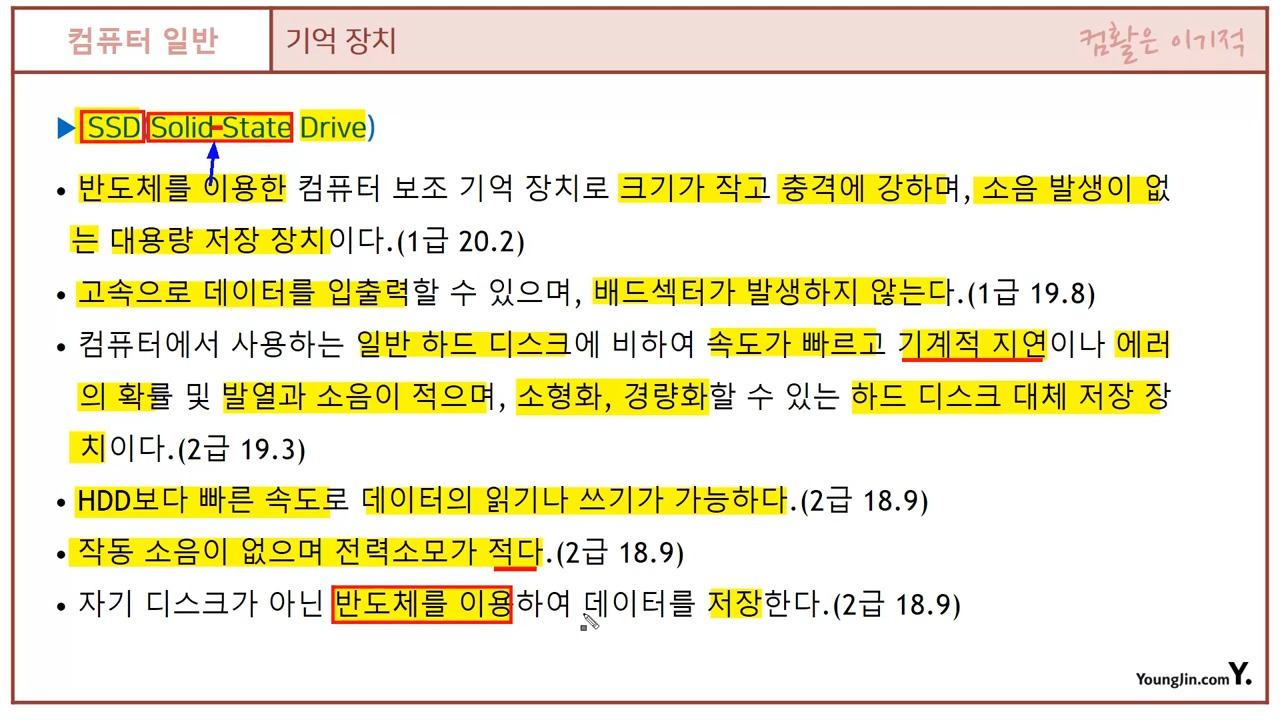 컴퓨터 일반
기억 장치
컴활은 이기적
▶ SSD(Solid-State Drive)
• 반도체를 이용한 컴퓨터 보조 기억 장치로 크기가 작고 충격에 강하며, 소음 발생이 없
는 대용량 저장 장치이다.(1급 20.2)
• 고속으로 데이터를 입출력할 수 있으며, 배드섹터가 발생하지 않는다.(1급 19.8)
• 컴퓨터에서 사용하는 일반 하드 디스크에 비하여 속도가 빠르고 기계적 지연이나 에러
의 확률 및 발열과 소음이 적으며, 소형화, 경량화할 수 있는 하드 디스크 대체 저장 장
치이다.(2급 19.3)
• HDD보다 빠른 속도로 데이터의 읽기나 쓰기가 가능하다.(2급 18.9)
• 작동 소음이 없으며 전력소모가 적다.(2급 18.9)
• 자기 디스크가 아닌 반도체를 이용하여 데이터를 저장한다.(2급 18.9)
YoungJin.com Y.